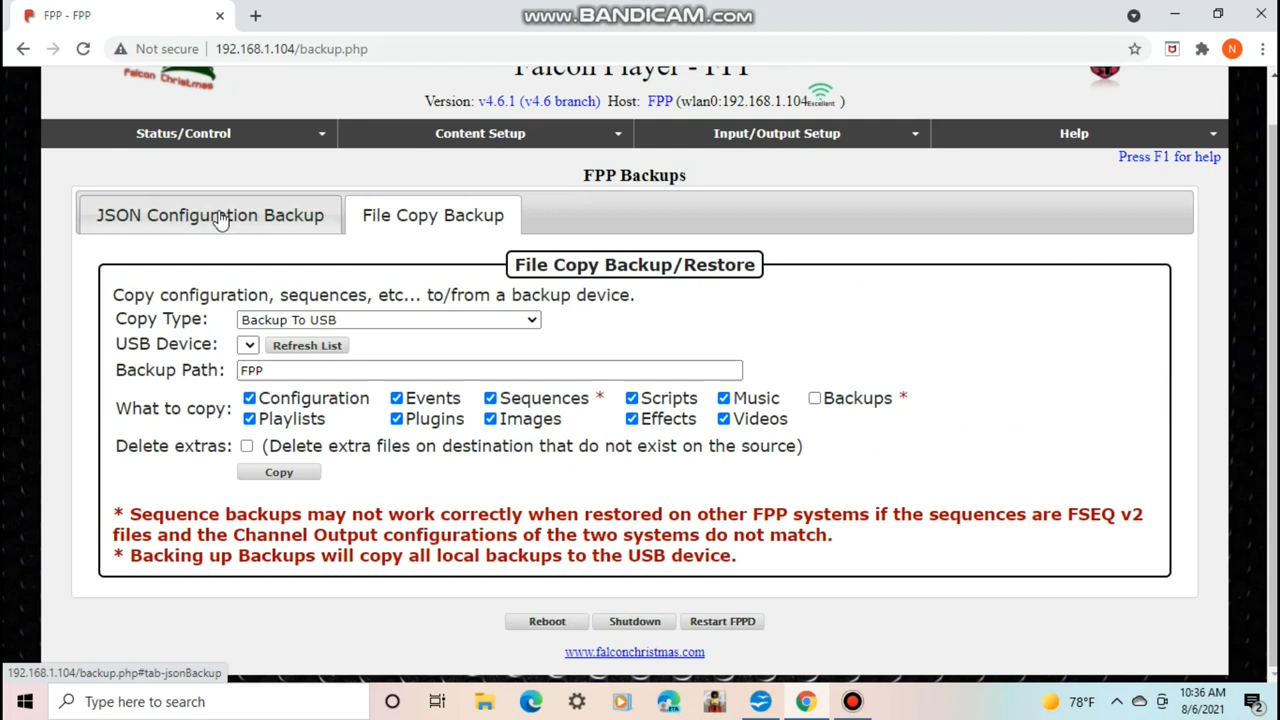 www.BANDICAM.com
FPP - FPP
Not secure 192.168.1.104/backup.php
N
Falcon Christmas
Falcon Player - FPP
Version: v4.6.1 (v4.6 branch) Host: FPP (wlan0:192.168.1.104 )
Excellent
Status/Control Content Setup Input/Output Setup Help
Press F1 for help
FPP Backups
JSON Configuration Backup File Copy Backup
File Copy Backup/Restore
Copy configuration, sequences, etc... to/from a backup device.
Copy Type: Backup To USB
USB Device: Refresh List
Backup Path: FPP
What to copy: Configuration Events Sequences * Scripts Music Backups *
Playlists Plugins Images Effects Videos
Delete extras: (Delete extra files on destination that do not exist on the source)
Copy
* Sequence backups may not work correctly when restored on other FPP systems if the sequences are FSEQ v2
files and the Channel Output configurations of the two systems do not match.
* Backing up Backups will copy all local backups to the USB device.
Reboot Shutdown Restart FPPD
www.falconchristmas.com
192.168.1.104/backup.php#tab-jsonBackup
Type here to search
78°F
10:36 AM
8/6/2021
2